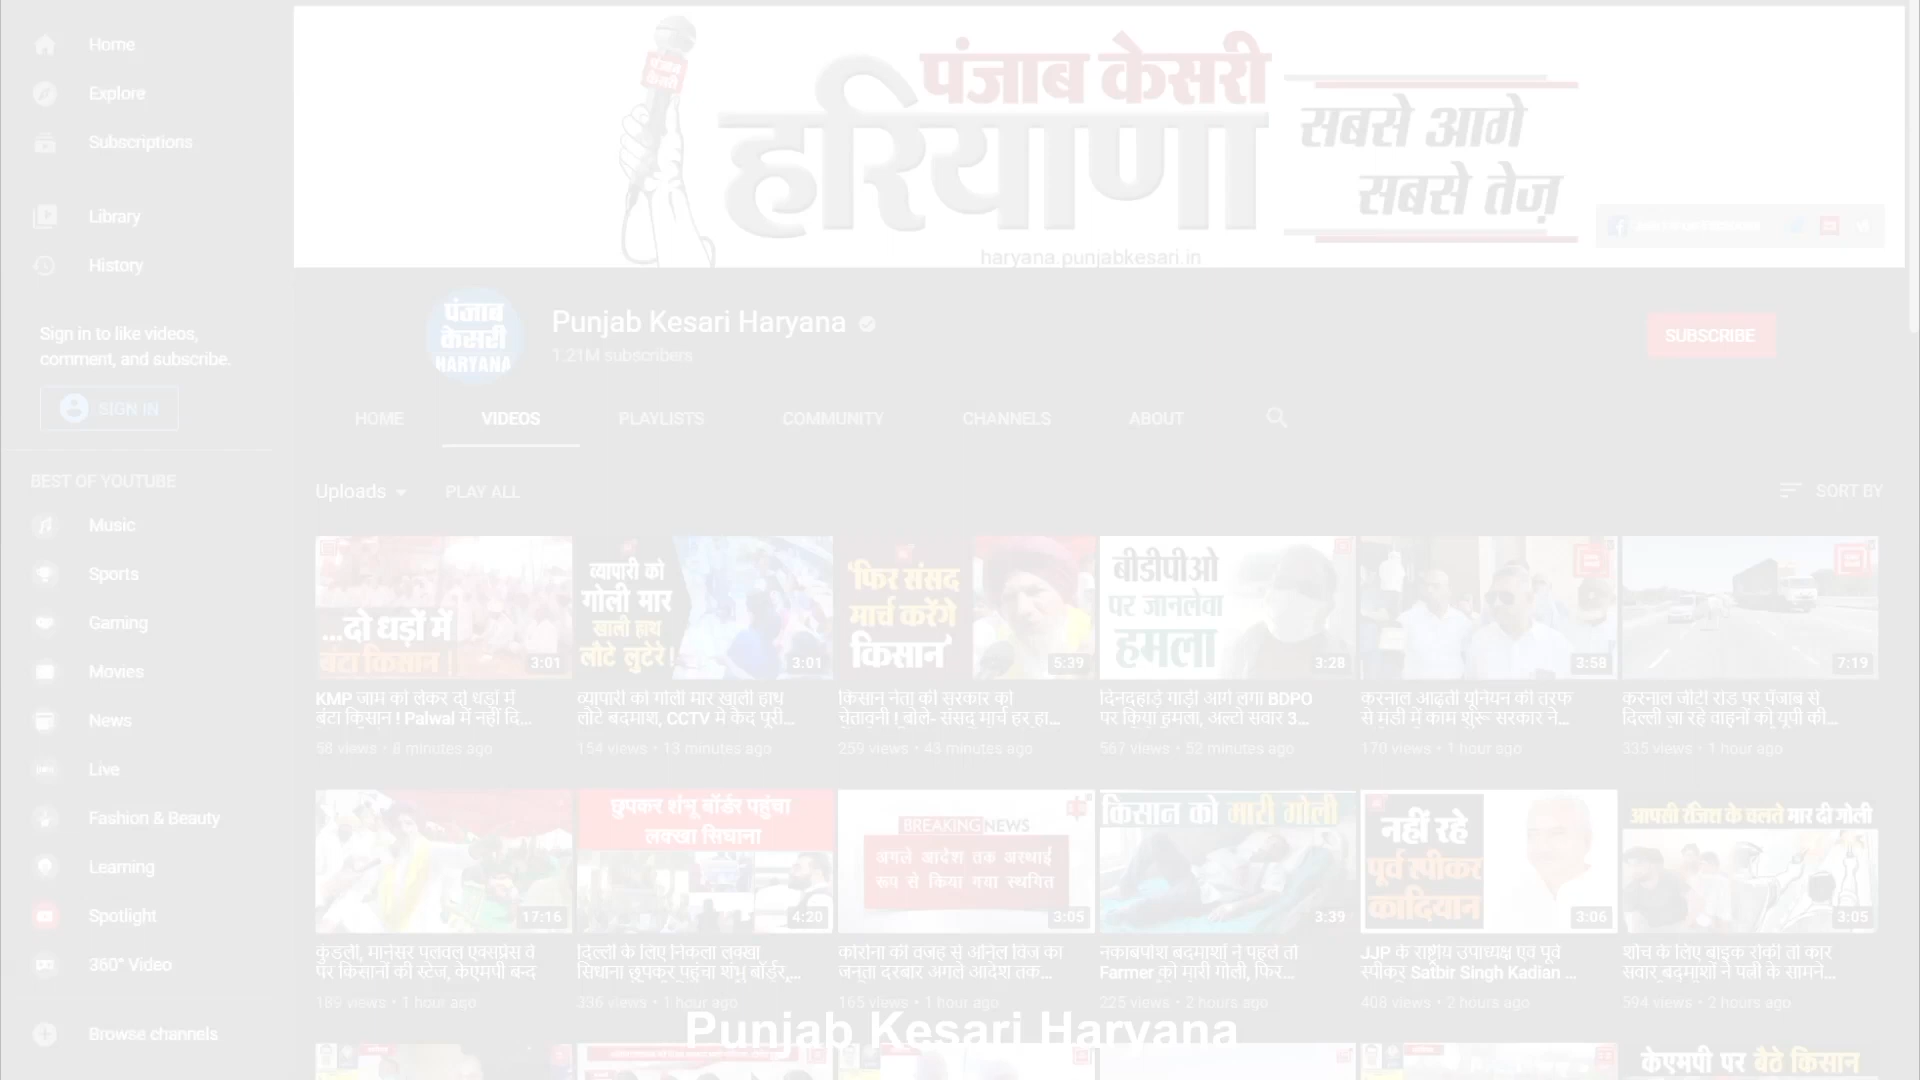 Home
Explore
Subscriptions
Library
History
Sign in to like videos,
comment, and subscribe.
SIGN IN
BEST OF YOUTUBE
Music
Sports
Gaming
Movies
News
Live
Fashion & Beauty
Learning
Spotlight
360° Video
Browse channels
पंजाब केसरी
पंजाब केसरी
हरियाणा
सबसे आगे
सबसे तेज़
haryana.punjabkesari.in
पंजाब
केसरी
HARYANA
Punjab Kesari Haryana
1.21M subscribers
SUBSCRIBE
HOME VIDEOS PLAYLISTS COMMUNITY CHANNELS ABOUT
Uploads PLAY ALL SORT BY
...दो धड़ों में
बंटा किसान !
3:01
KMP जाम को लेकर दो धड़ों में
बंटा किसान ! Palwal में नहीं दि...
58 views • 8 minutes ago
व्यापारी को
गोली मार
खाली हाथ
लौटे लुटेरे!
3:01
व्यापारी को गोली मार खाली हाथ
लौटे बदमाश, CCTV में कैद पूरी...
154 views • 13 minutes ago
'फिर संसद
मार्च करेंगे
किसान'
5:39
किसान नेता की सरकार को
चेतावनी ! बोले- संसद मार्च हर हा...
259 views • 43 minutes ago
बीडीपीओ
पर जानलेवा
हमला
3:28
दिनदहाड़े गाड़ी आगे लगा BDPO
पर किया हमला, अल्टो सवार 3...
567 views • 52 minutes ago
3:58
करनाल आढ़ती यूनियन की तरफ
से मंडी में काम शुरू सरकार ने...
170 views • 1 hour ago
7:19
करनाल जीटी रोड पर पंजाब से
दिल्ली जा रहे वाहनों को यूपी की...
335 views • 1 hour ago
17:16
कुंडली, मानेसर पलवल एक्सप्रेस वे
पर किसानों की स्टेज, केएमपी बन्द
189 views • 1 hour ago
छुपकर शंभू बॉर्डर पहुंचा
लक्खा सिधाना
4:20
दिल्ली के लिए निकला लक्खा
सिधाना छुपकर पहुंचा शंभू बॉर्डर,...
336 views • 1 hour ago
BREAKING NEWS
अगले आदेश तक अस्थाई
रूप से किया गया स्थगित
3:05
कोरोना की वजह से अनिल विज का
जनता दरबार अगले आदेश तक...
165 views • 1 hour ago
किसान को मारी गोली
3:39
नकाबपोश बदमाशों ने पहले तो
Farmer को मारी गोली, फिर...
225 views • 2 hours ago
नहीं रहे
पूर्व स्पीकर
कादियान
3:06
JJP के राष्ट्रीय उपाध्यक्ष एवं पूर्व
स्पीकर Satbir Singh Kadian ...
408 views • 2 hours ago
आपसी रंजिश के चलते मार दी गोली
3:05
शौच के लिए बाइक रोकी तो कार
सवार बदमाशों ने पत्नी के सामने...
594 views • 2 hours ago
केएमपी पर बैठे किसान
Punjab Kesari Haryana